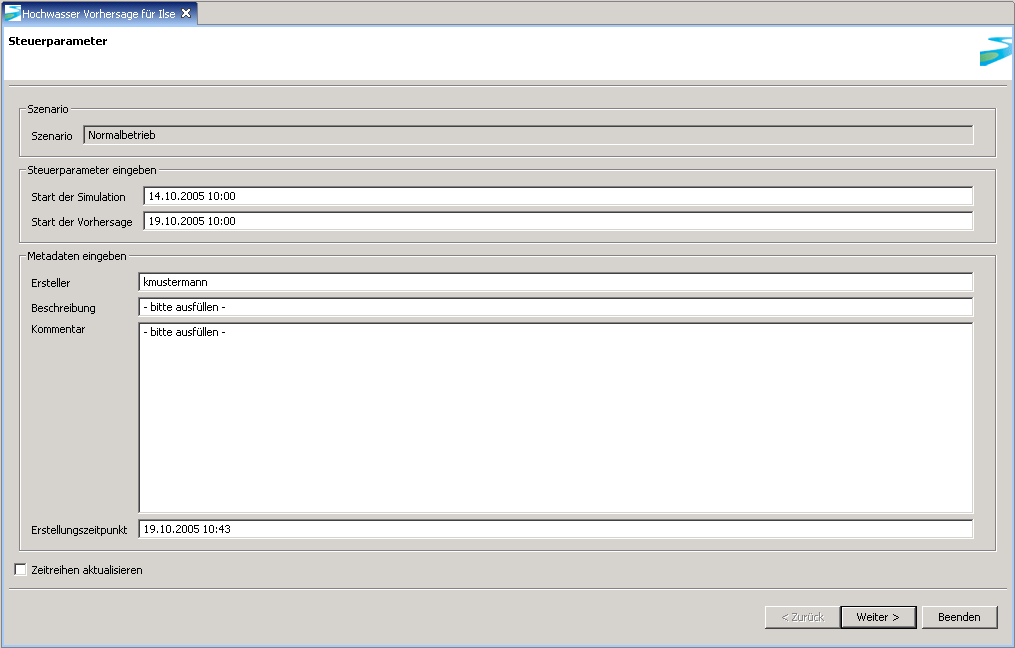 Hochwasser Vorhersage für Ilse
Steuerparameter
Szenario
Szenario Normalbetrieb
Steuerparameter eingeben
Start der Simulation 14.10.2005 10:00
Start der Vorhersage 19.10.2005 10:00
Metadaten eingeben
Ersteller kmustermann
Beschreibung - bitte ausfüllen -
Kommentar - bitte ausfüllen -
Erstellungszeitpunkt 19.10.2005 10:43
Zeitreihen aktualisieren
< Zurück Weiter > Beenden